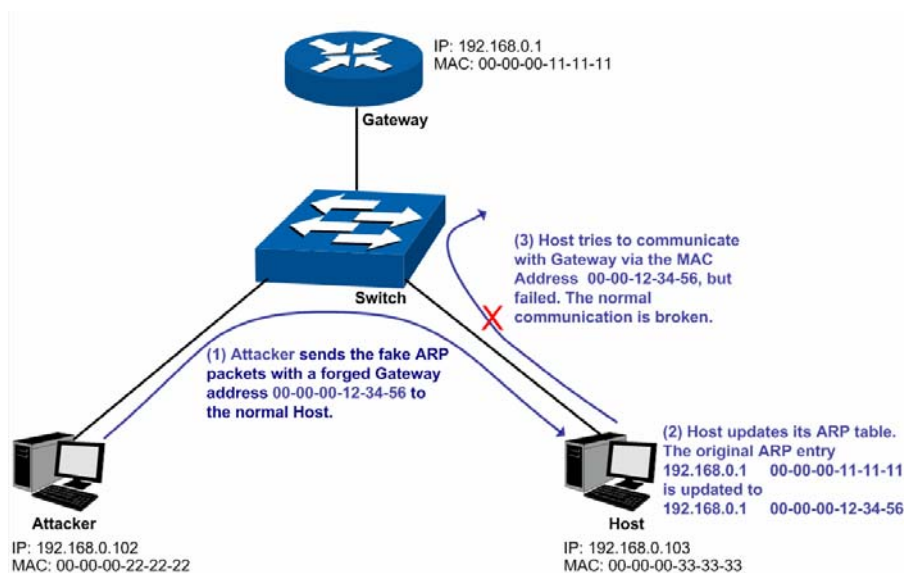 IP: 192.168.0.1
MAC: 00-00-00-11-11-11
Gateway
Switch
(3) Host tries to communicate
with Gateway via the MAC
Address 00-00-12-34-56, but
failed. The normal
communication is broken.
(1) Attacker sends the fake ARP
packets with a forged Gateway
address 00-00-00-12-34-56 to
the normal Host.
(2) Host updates its ARP table.
The original ARP entry
192.168.0.1 00-00-00-11-11-11
is updated to
192.168.0.1 00-00-00-12-34-56
Attacker
IP: 192.168.0.102
MAC: 00-00-00-22-22-22
Host
IP: 192.168.0.103
MAC: 00-00-00-33-33-33